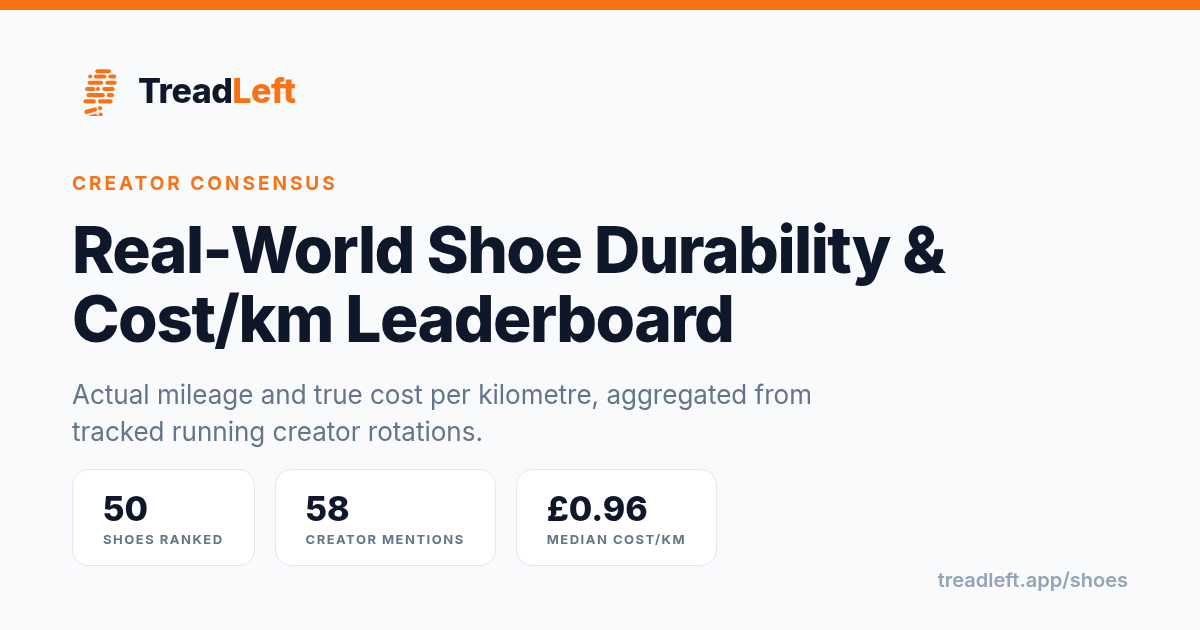 TreadLeft
CREATOR CONSENSUS
Real-World Shoe Durability &
Cost/km Leaderboard
Actual mileage and true cost per kilometre, aggregated from
tracked running creator rotations.
50
SHOES RANKED
58
CREATOR MENTIONS
£0.96
MEDIAN COST/KM
treadleft.app/shoes